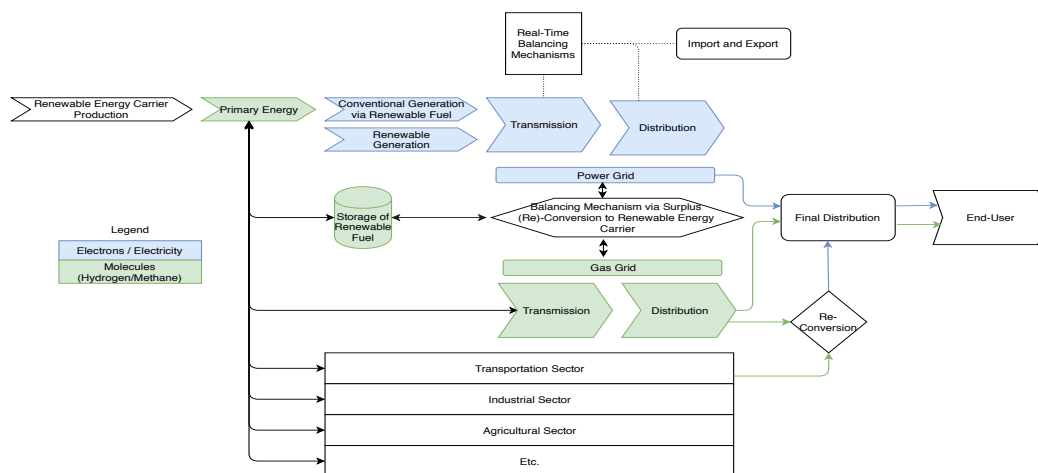 Real-Time
Balancing
Mechanisms
Import and Export
Renewable Energy Carrier
Production
Primary Energy
Conventional Generation
via Renewable Fuel
Renewable
Generation
Transmission
Distribution
Power Grid
Storage of
Renewable
Fuel
Balancing Mechanism via Surplus
(Re)-Conversion to Renewable Energy
Carrier
Final Distribution
End-User
Legend
Electrons / Electricity
Molecules
(Hydrogen/Methane)
Gas Grid
Transmission
Distribution
Re-
Conversion
Transportation Sector
Industrial Sector
Agricultural Sector
Etc.